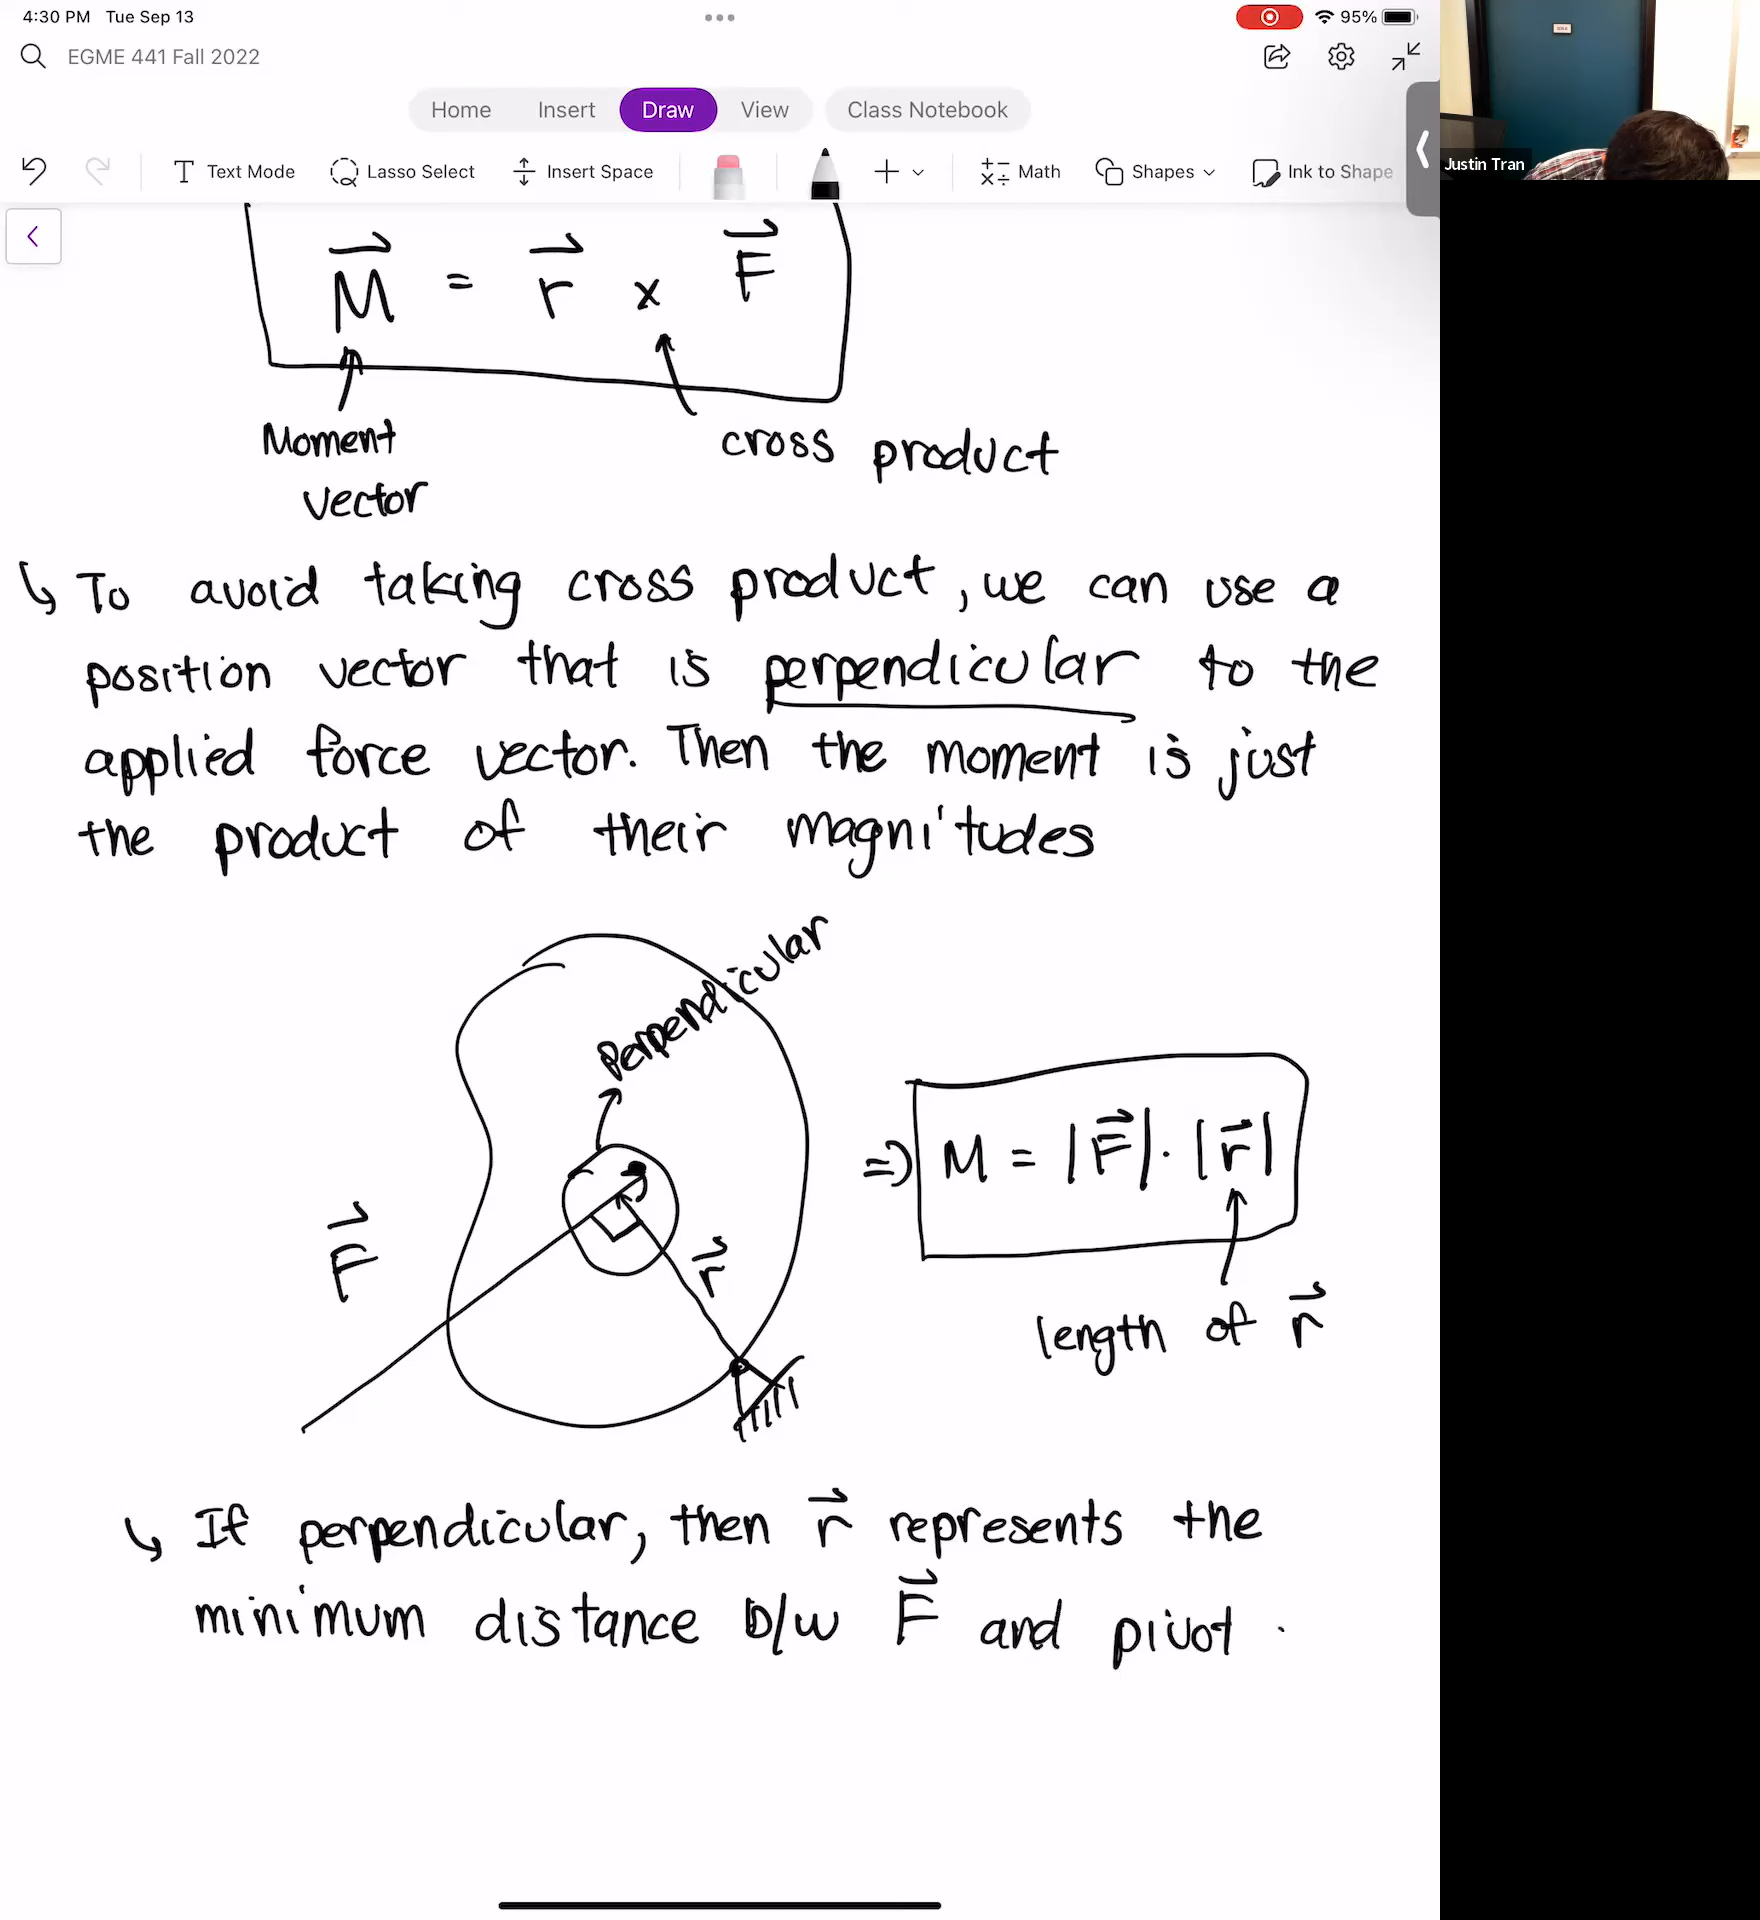 4:30 PM Tue Sep 13
95%
EGME 441 Fall 2022
Home Insert Draw View Class Notebook
Text Mode Lasso Select Insert Space Math Shapes Ink to Shape
Justin Tran
M⃗ = r⃗ x F⃗
Moment
vector
cross product
↳ To avoid taking cross product, we can use a
position vector that is perpendicular to the
applied force vector. Then the moment is just
the product of their magnitudes
Perpendicular
F⃗
r⃗
=> M = |F⃗| · |r⃗|
length of r⃗
↳ If perpendicular, then r⃗ represents the
minimum distance b/w F⃗ and pivot.